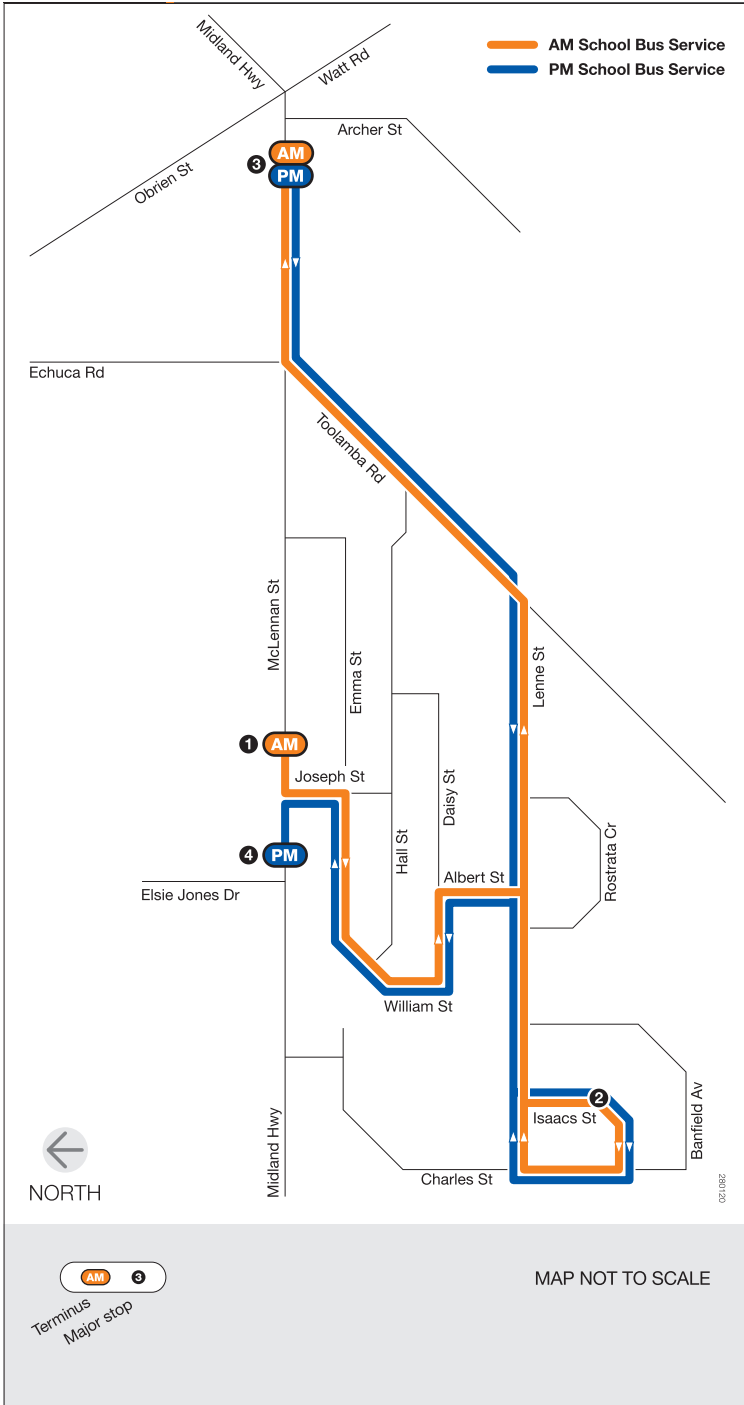 AM School Bus Service
PM School Bus Service
Midland Hwy
Watt Rd
Archer St
Obrien St
3
AM
PM
Echuca Rd
Toolamba Rd
McLennan St
Emma St
Lenne St
1
AM
Joseph St
Daisy St
Hall St
Rostrata Cr
4
PM
Albert St
Elsie Jones Dr
William St
2
Isaacs St
Banfield Av
Midland Hwy
Charles St
NORTH
280120
AM
3
Terminus
Major stop
MAP NOT TO SCALE